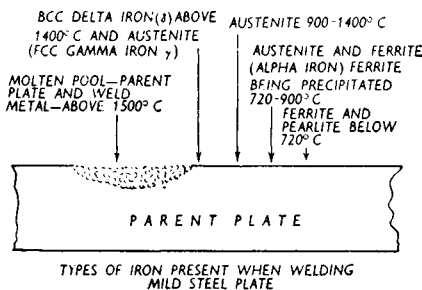 BCC DELTA IRON(δ) ABOVE
1400°C AND AUSTENITE
(FCC GAMMA IRON γ)
AUSTENITE 900-1400°C
MOLTEN POOL—PARENT
PLATE AND WELD
METAL—ABOVE 1500°C
AUSTENITE AND FERRITE
(ALPHA IRON) FERRITE
BEING PRECIPITATED
720-900°C
FERRITE AND
PEARLITE BELOW
720°C
PARENT PLATE
TYPES OF IRON PRESENT WHEN WELDING
MILD STEEL PLATE